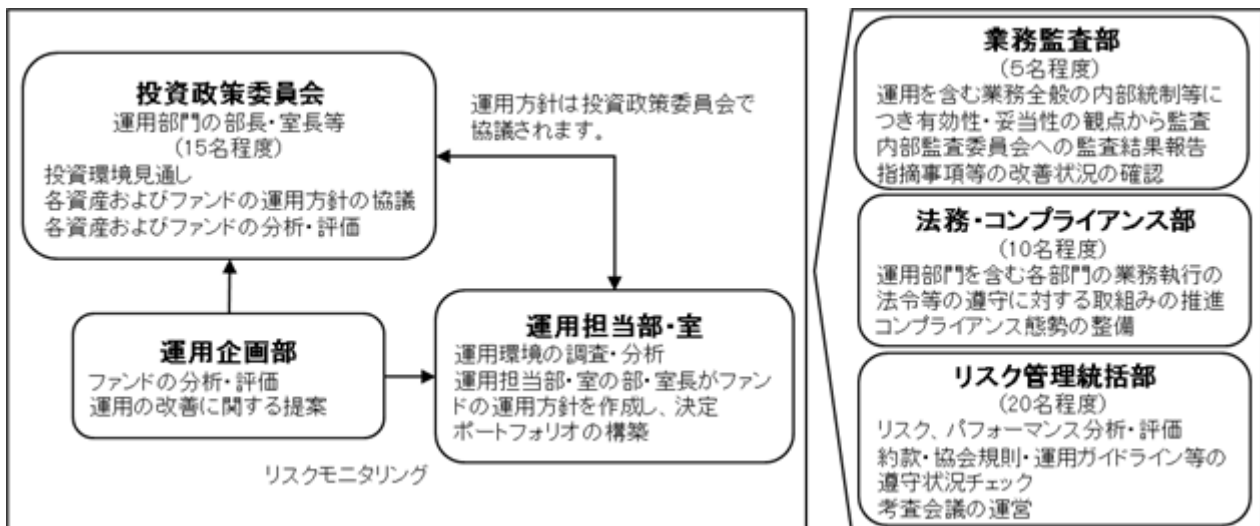 投資政策委員会
運用部門の部長・室長等
(15名程度)
投資環境見通し
各資産およびファンドの運用方針の協議
各資産およびファンドの分析・評価
運用方針は投資政策委員会で
協議されます。
運用企画部
ファンドの分析・評価
運用の改善に関する提案
運用担当部・室
運用環境の調査・分析
運用担当部・室の部・室長がファン
ドの運用方針を作成し、決定
ポートフォリオの構築
リスクモニタリング
業務監査部
(5名程度)
運用を含む業務全般の内部統制等に
つき有効性・妥当性の観点から監査
内部監査委員会への監査結果報告
指摘事項等の改善状況の確認
法務・コンプライアンス部
(10名程度)
運用部門を含む各部門の業務執行の
法令等の遵守に対する取組みの推進
コンプライアンス態勢の整備
リスク管理統括部
(20名程度)
リスク、パフォーマンス分析・評価
約款・協会規則・運用ガイドライン等の
遵守状況チェック
考査会議の運営